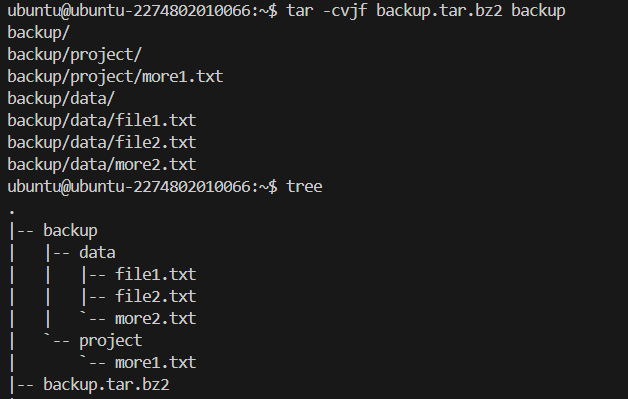 ubuntu@ubuntu-2274802010066:~$ tar -cvjf backup.tar.bz2 backup
backup/
backup/project/
backup/project/more1.txt
backup/data/
backup/data/file1.txt
backup/data/file2.txt
backup/data/more2.txt
ubuntu@ubuntu-2274802010066:~$ tree
.
|-- backup
|   |-- data
|   |   |-- file1.txt
|   |   |-- file2.txt
|   |   `-- more2.txt
|   `-- project
|       `-- more1.txt
|-- backup.tar.bz2